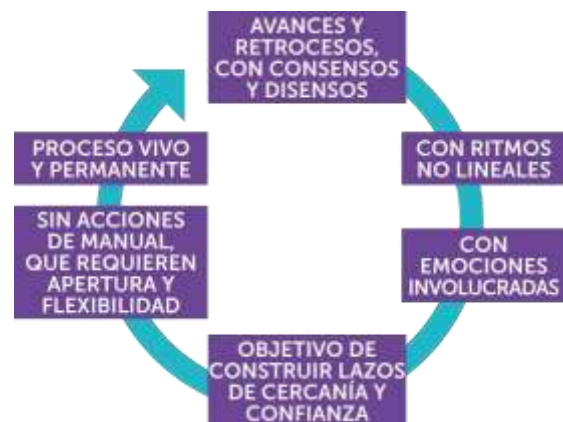 AVANCES Y
RETROCESOS,
CON CONSENSOS
Y DISENSOS
CON RITMOS
NO LINEALES
CON
EMOCIONES
INVOLUCRADAS
OBJETIVO DE
CONSTRUIR LAZOS
DE CERCANÍA Y
CONFIANZA
SIN ACCIONES
DE MANUAL,
QUE REQUIEREN
APERTURA Y
FLEXIBILIDAD
PROCESO VIVO
Y PERMANENTE